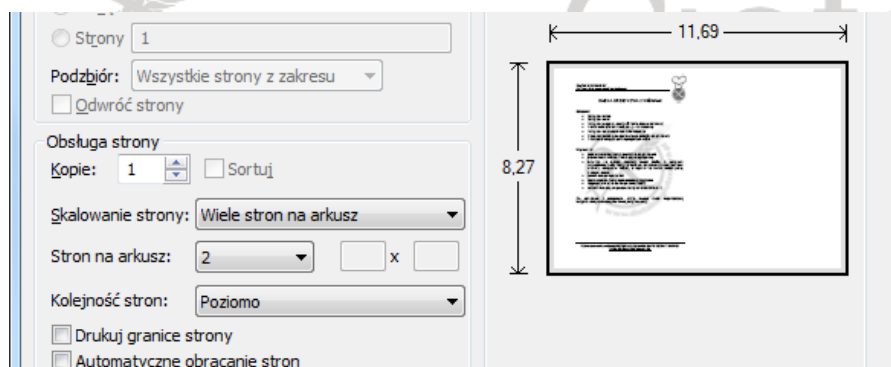 Strony 1
Podzbiór: Wszystkie strony z zakresu
Odwróć strony
Obsługa strony
Kopie: 1 Sortuj
Skalowanie strony: Wiele stron na arkusz
Stron na arkusz: 2 x
Kolejność stron: Poziomo
Drukuj granice strony
Automatyczne obracanie stron
11,69
8,27